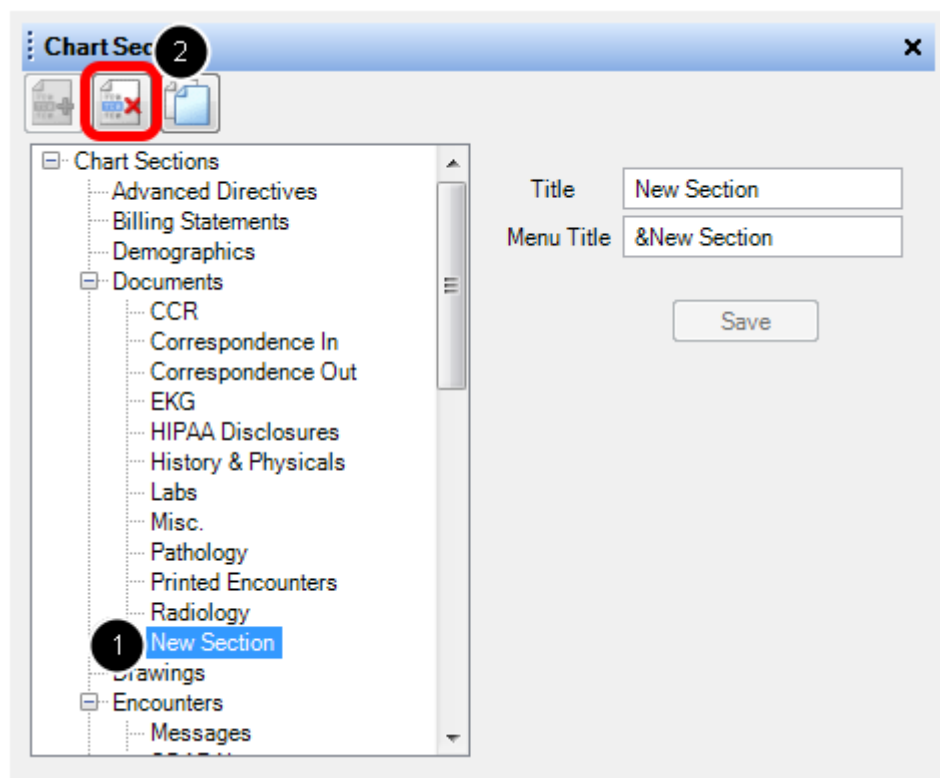 Chart Sec
2
Chart Sections
Advanced Directives
Billing Statements
Demographics
Documents
CCR
Correspondence In
Correspondence Out
EKG
HIPAA Disclosures
History & Physicals
Labs
Misc.
Pathology
Printed Encounters
Radiology
1 New Section
Drawings
Encounters
Messages
Title New Section
Menu Title &New Section
Save